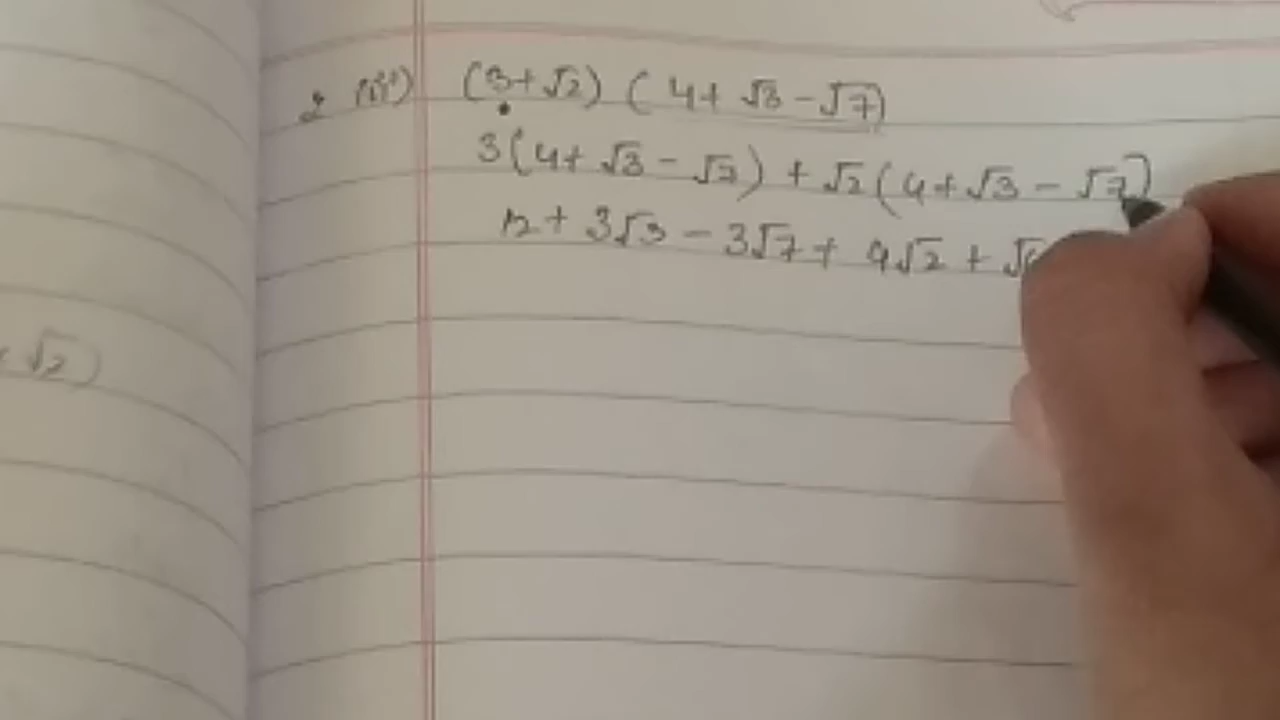 2 (iii) (3+√2) (4+ √3 -√7)
3(4+ √3 - √7) + √2(4+√3 - √7)
12 + 3√3 - 3√7 + 4√2 + √6
√2)